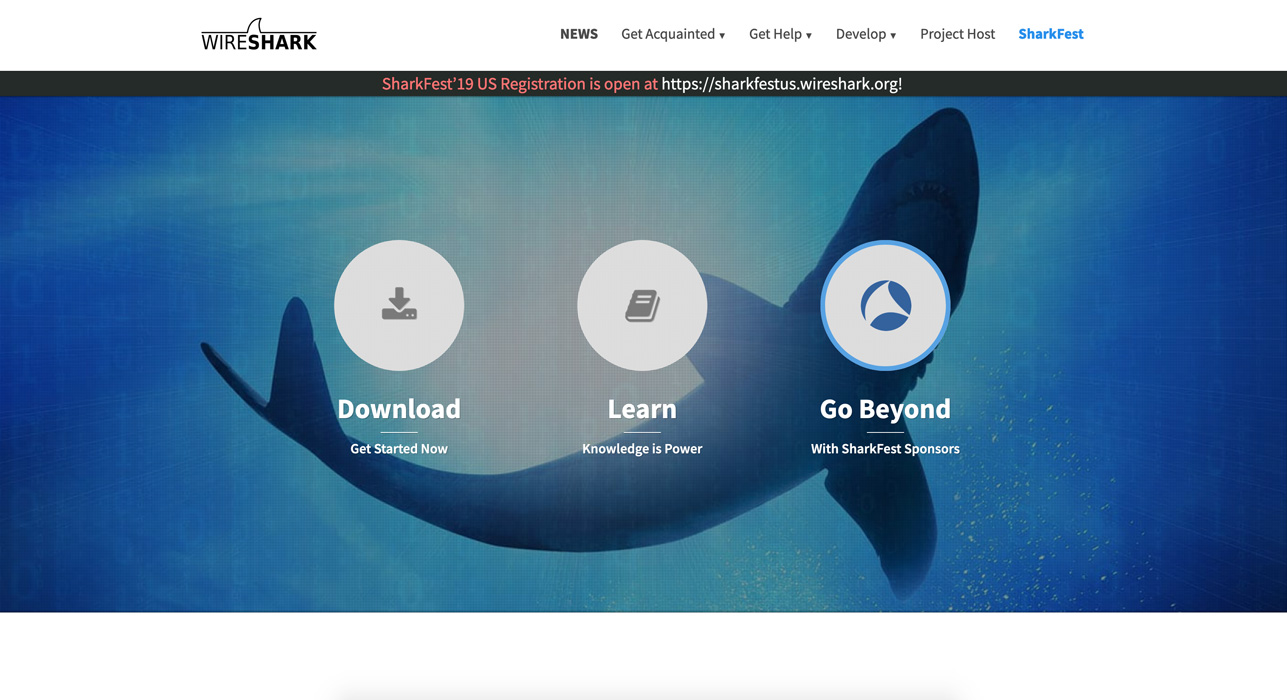 WIRESHARK
NEWS Get Acquainted ▾ Get Help ▾ Develop ▾ Project Host SharkFest
SharkFest’19 US Registration is open at https://sharkfestus.wireshark.org!
Download Learn Go Beyond
Get Started Now Knowledge is Power With SharkFest Sponsors